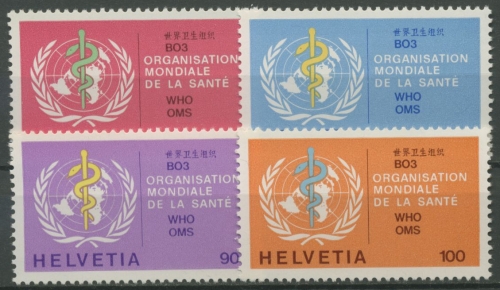 世界卫生组织
ВОЗ
ORGANISATION
MONDIALE
DE LA SANTÉ
WHO
OMS
世界卫生组织
ВОЗ
ORGANISATION
MONDIALE
DE LA SANTÉ
WHO
OMS
世界卫生组织
ВОЗ
ORGANISATION
MONDIALE
DE LA SANTÉ
WHO
OMS
HELVETIA 90
世界卫生组织
ВОЗ
ORGANISATION
MONDIALE
DE LA SANTÉ
WHO
OMS
HELVETIA 100